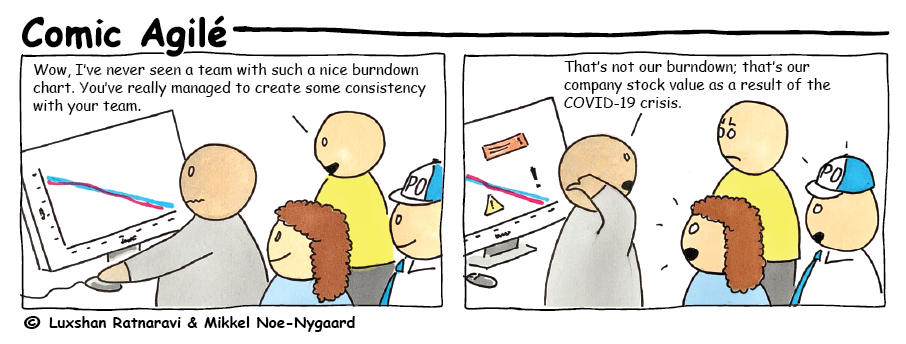 Comic Agilé
Wow, I've never seen a team with such a nice burndown
chart. You've really managed to create some consistency
with your team.
PO
That's not our burndown; that's our
company stock value as a result of the
COVID-19 crisis.
!
!
PO
© Luxshan Ratnaravi & Mikkel Noe-Nygaard